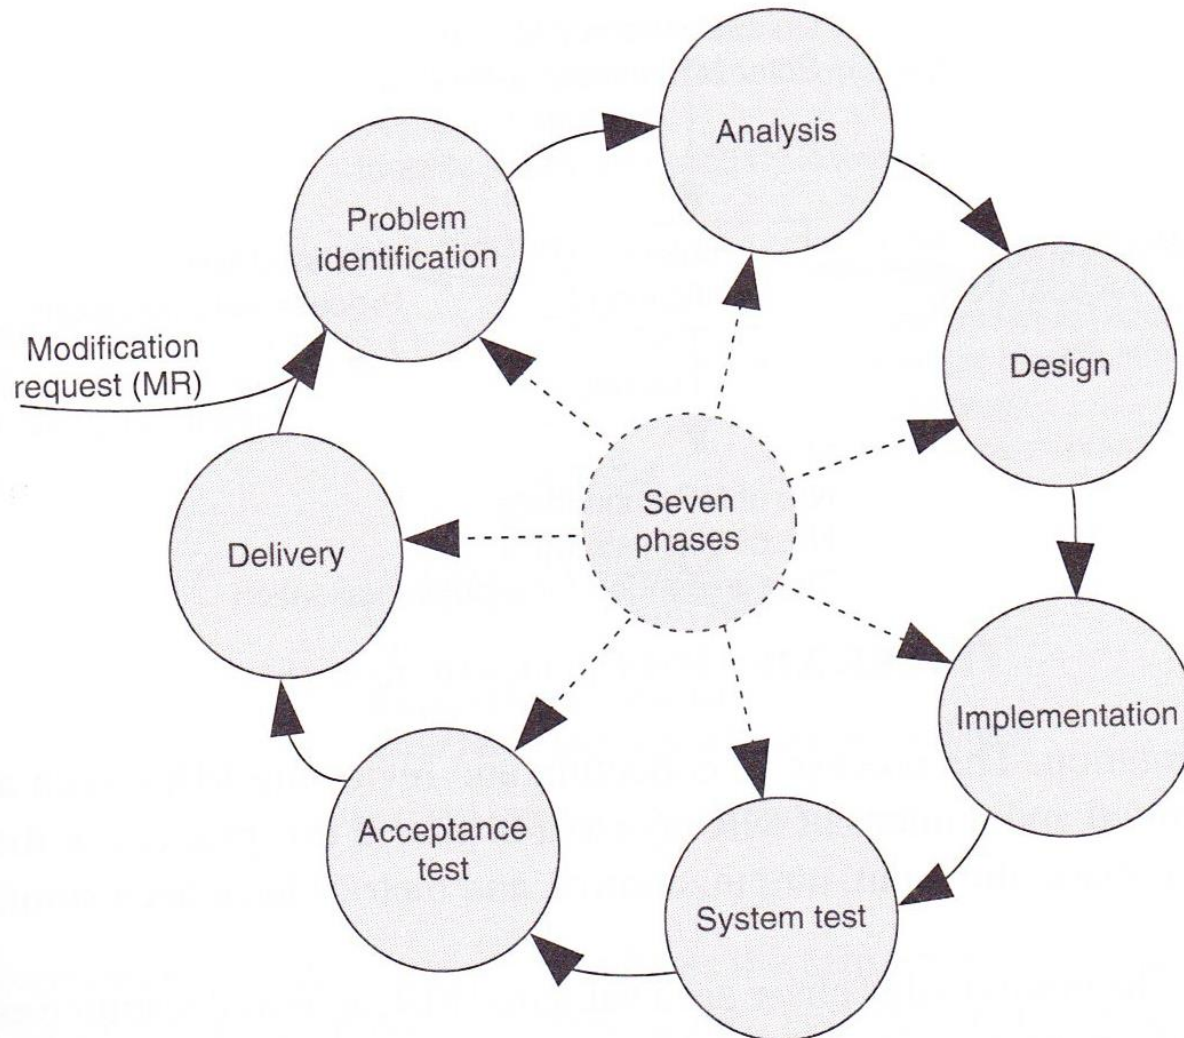 Analysis
Problem
identification
Modification
request (MR)
Design
Seven
phases
Delivery
Implementation
Acceptance
test
System test